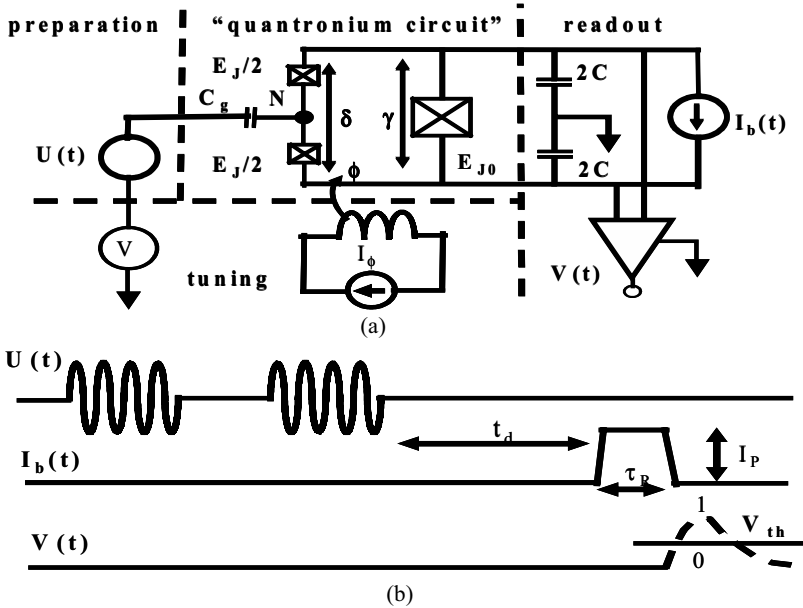 preparation “quantronium circuit” readout
E_J/2
C_g N
δ γ
2C
U(t)
I_b(t)
E_J/2
ϕ
E_J0
2C
V
I_ϕ
tuning
V(t)
(a)
U(t)
t_d
I_b(t)
I_P
τ_R
1
V_th
V(t)
0
(b)